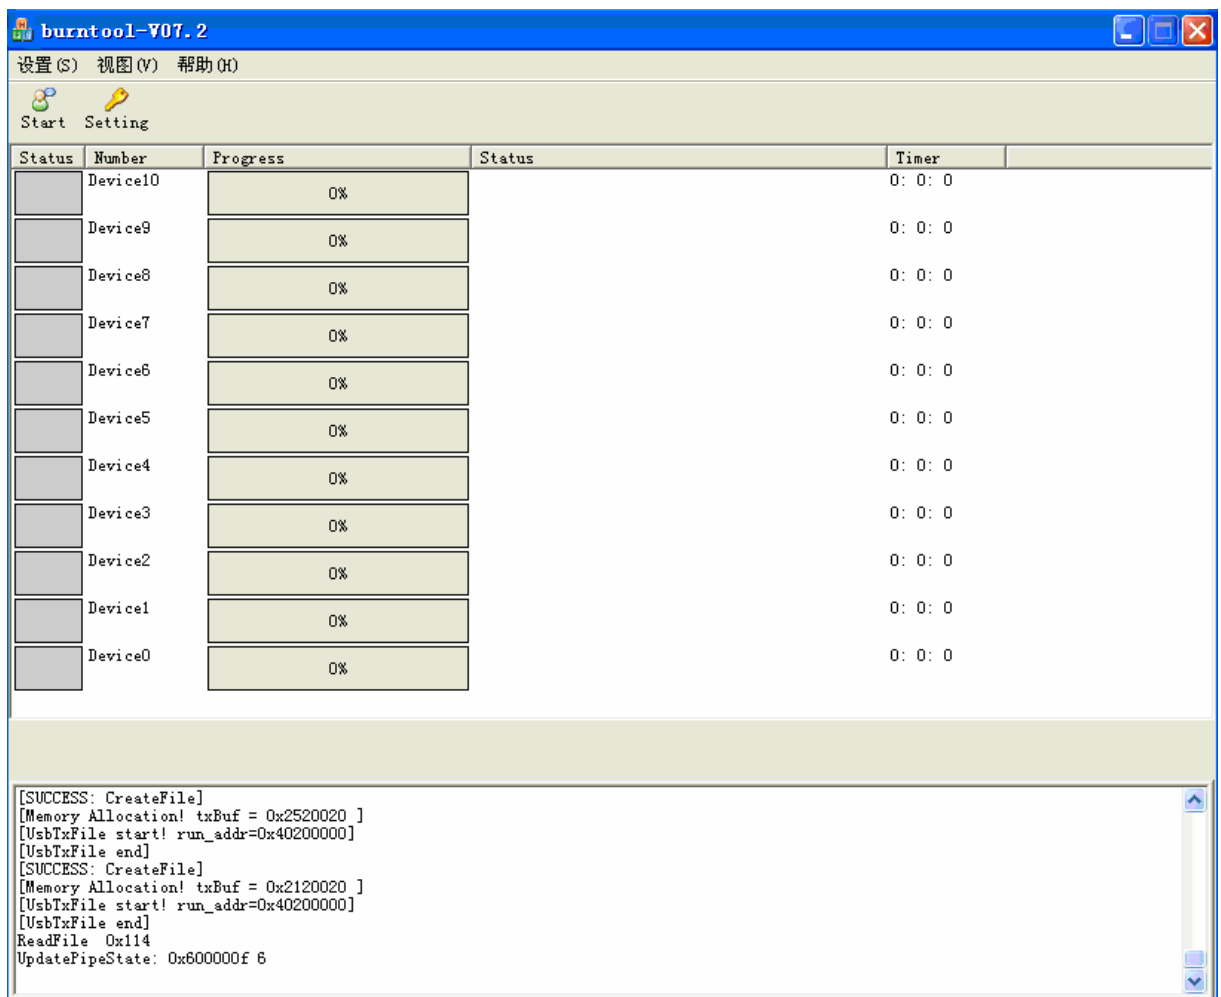 burntool-V07.2
设置(S) 视图(V) 帮助(H)
Start Setting
Status Number Progress Status Timer
Device10 0% 0: 0: 0
Device9 0% 0: 0: 0
Device8 0% 0: 0: 0
Device7 0% 0: 0: 0
Device6 0% 0: 0: 0
Device5 0% 0: 0: 0
Device4 0% 0: 0: 0
Device3 0% 0: 0: 0
Device2 0% 0: 0: 0
Device1 0% 0: 0: 0
Device0 0% 0: 0: 0
[SUCCESS: CreateFile]
[Memory Allocation! txBuf = 0x2520020 ]
[UsbTxFile start! run_addr=0x40200000]
[UsbTxFile end]
[SUCCESS: CreateFile]
[Memory Allocation! txBuf = 0x2120020 ]
[UsbTxFile start! run_addr=0x40200000]
[UsbTxFile end]
ReadFile 0x114
UpdatePipeState: 0x600000f 6